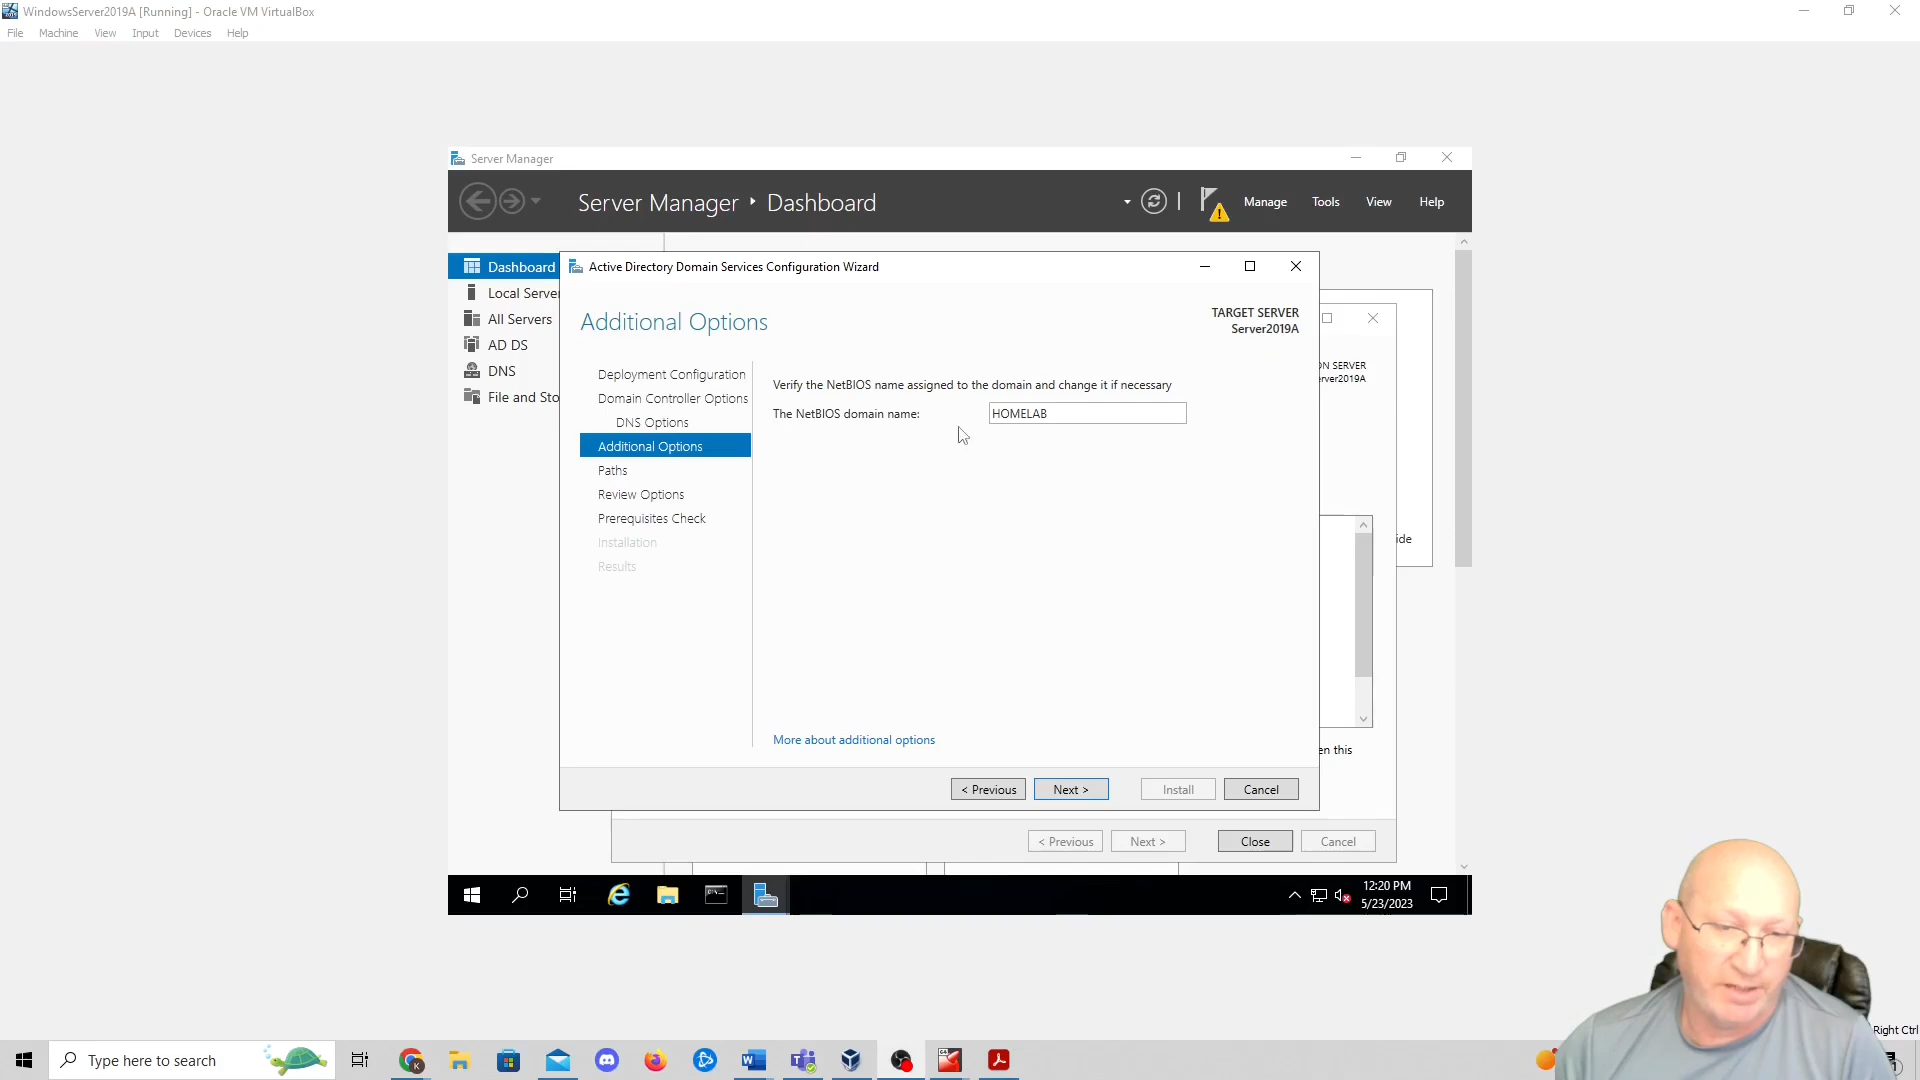 WindowsServer2019A [Running] - Oracle VM VirtualBox
File Machine View Input Devices Help
Server Manager
Server Manager Dashboard
Manage Tools View Help
Dashboard
Local Serve
All Servers
AD DS
DNS
File and Sto
Active Directory Domain Services Configuration Wizard
Additional Options
TARGET SERVER
Server2019A
Deployment Configuration
Domain Controller Options
DNS Options
Additional Options
Paths
Review Options
Prerequisites Check
Installation
Results
Verify the NetBIOS name assigned to the domain and change it if necessary
The NetBIOS domain name: HOMELAB
More about additional options
< Previous Next > Install Cancel
ON SERVER
erver2019A
ide
en this
< Previous Next > Close Cancel
12:20 PM
5/23/2023
Right Ctrl
Type here to search